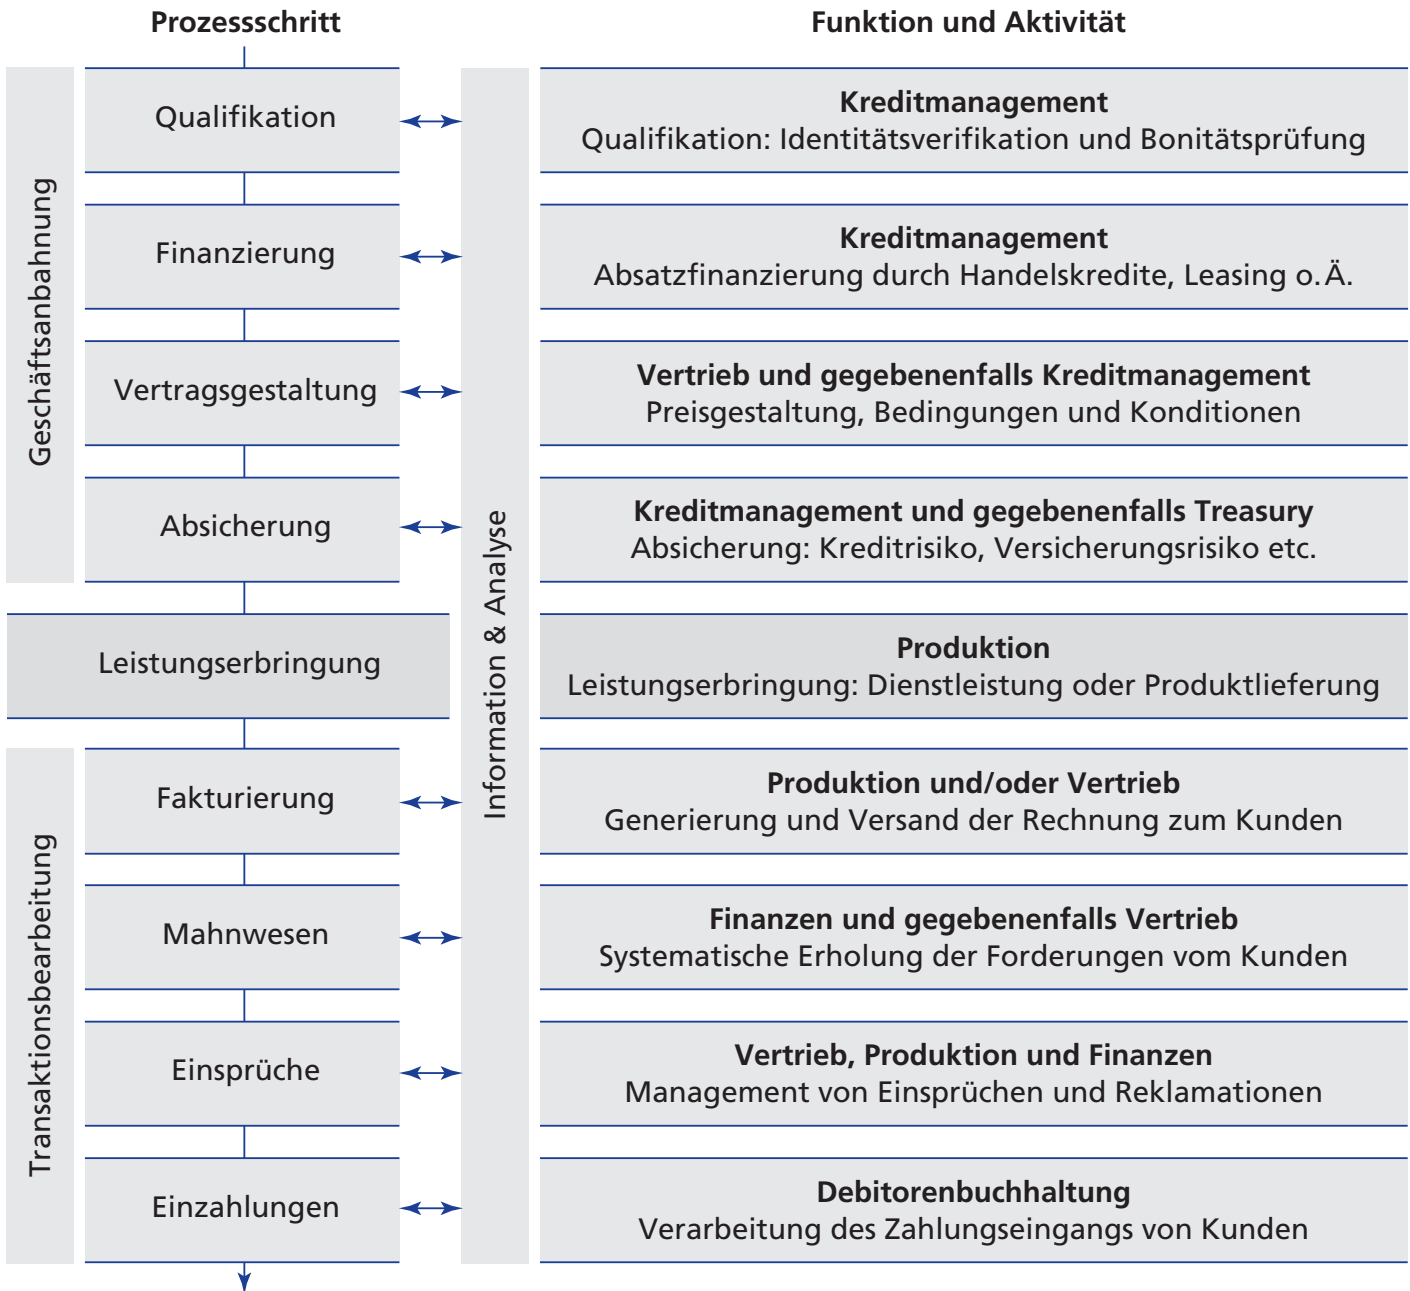 Prozessschritt
Funktion und Aktivität
Geschäftsanbahnung
Qualifikation
Kreditmanagement
Qualifikation: Identitätsverifikation und Bonitätsprüfung
Finanzierung
Kreditmanagement
Absatzfinanzierung durch Handelskredite, Leasing o. Ä.
Vertragsgestaltung
Vertrieb und gegebenenfalls Kreditmanagement
Preisgestaltung, Bedingungen und Konditionen
Absicherung
Kreditmanagement und gegebenenfalls Treasury
Absicherung: Kreditrisiko, Versicherungsrisiko etc.
Information & Analyse
Leistungserbringung
Produktion
Leistungserbringung: Dienstleistung oder Produktlieferung
Transaktionsbearbeitung
Fakturierung
Produktion und/oder Vertrieb
Generierung und Versand der Rechnung zum Kunden
Mahnwesen
Finanzen und gegebenenfalls Vertrieb
Systematische Erholung der Forderungen vom Kunden
Einsprüche
Vertrieb, Produktion und Finanzen
Management von Einsprüchen und Reklamationen
Einzahlungen
Debitorenbuchhaltung
Verarbeitung des Zahlungseingangs von Kunden